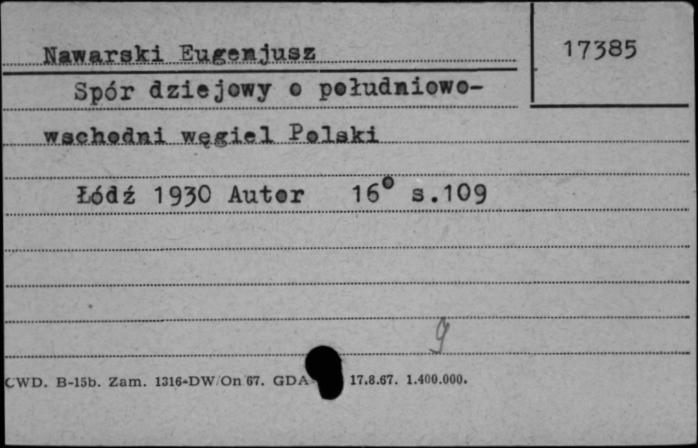 Nawarski Eugenjusz
17385
Spór dziejowy o południowo-
wschodni węgiel Polski
Łódź 1930 Autor 16° s.109
9
CWD. B-15b. Zam. 1316-DW/On 67. GDA 17.8.67. 1.400.000.